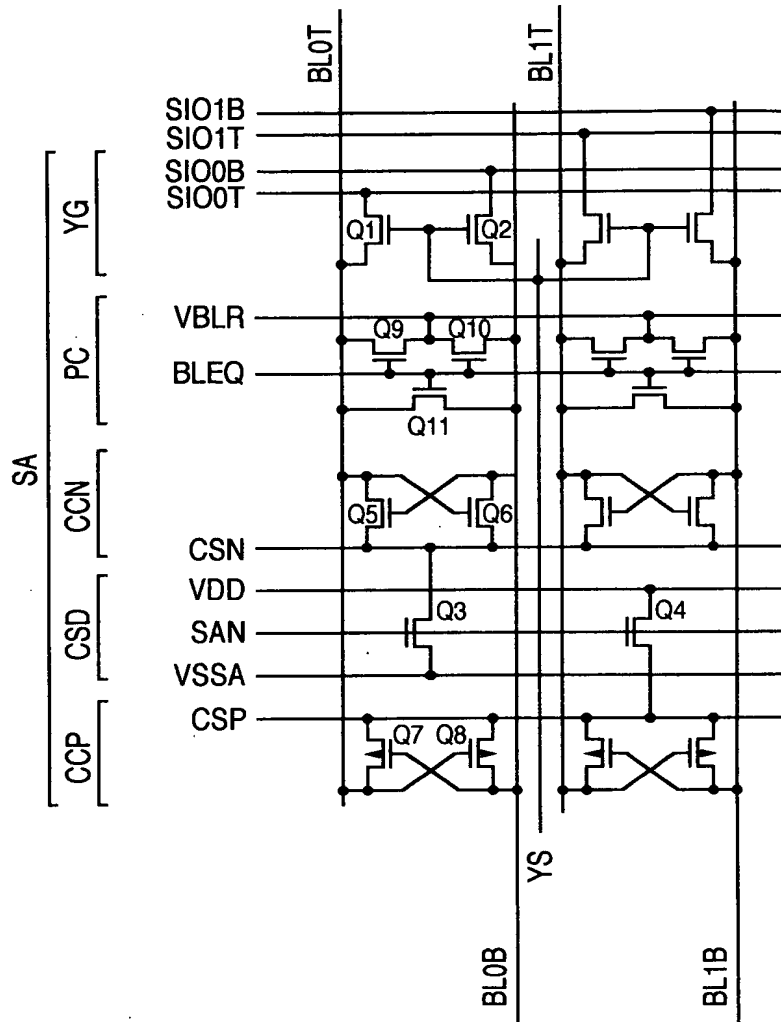 BL0T
BL1T
SIO1B
SIO1T
SIO0B
SIO0T
YG
Q1
Q2
VBLR
Q9
Q10
PC
BLEQ
Q11
SA
CCN
Q5
Q6
CSN
VDD
Q3
Q4
CSD
SAN
VSSA
CSP
CCP
Q7
Q8
YS
BL0B
BL1B